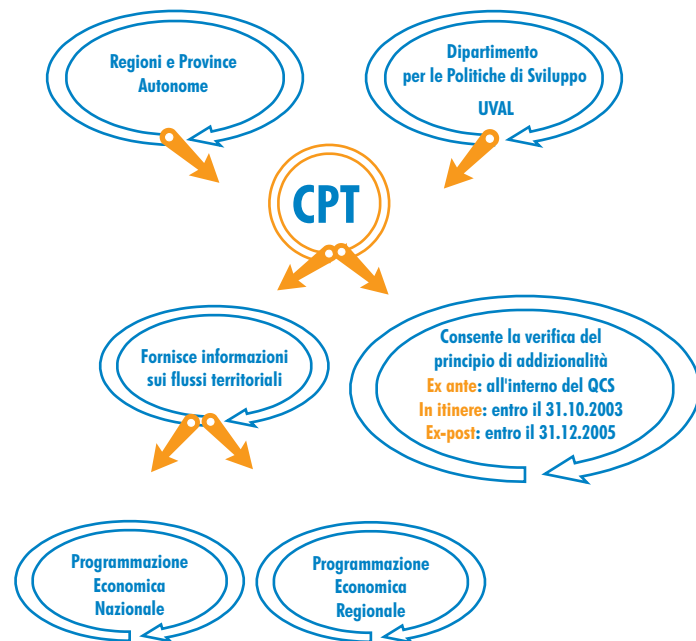 Regioni e Province
Autonome
Dipartimento
per le Politiche di Sviluppo
UVAL
CPT
Fornisce informazioni
sui flussi territoriali
Consente la verifica del
principio di addizionalità
Ex ante: all'interno del QCS
In itinere: entro il 31.10.2003
Ex-post: entro il 31.12.2005
Programmazione
Economica
Nazionale
Programmazione
Economica
Regionale